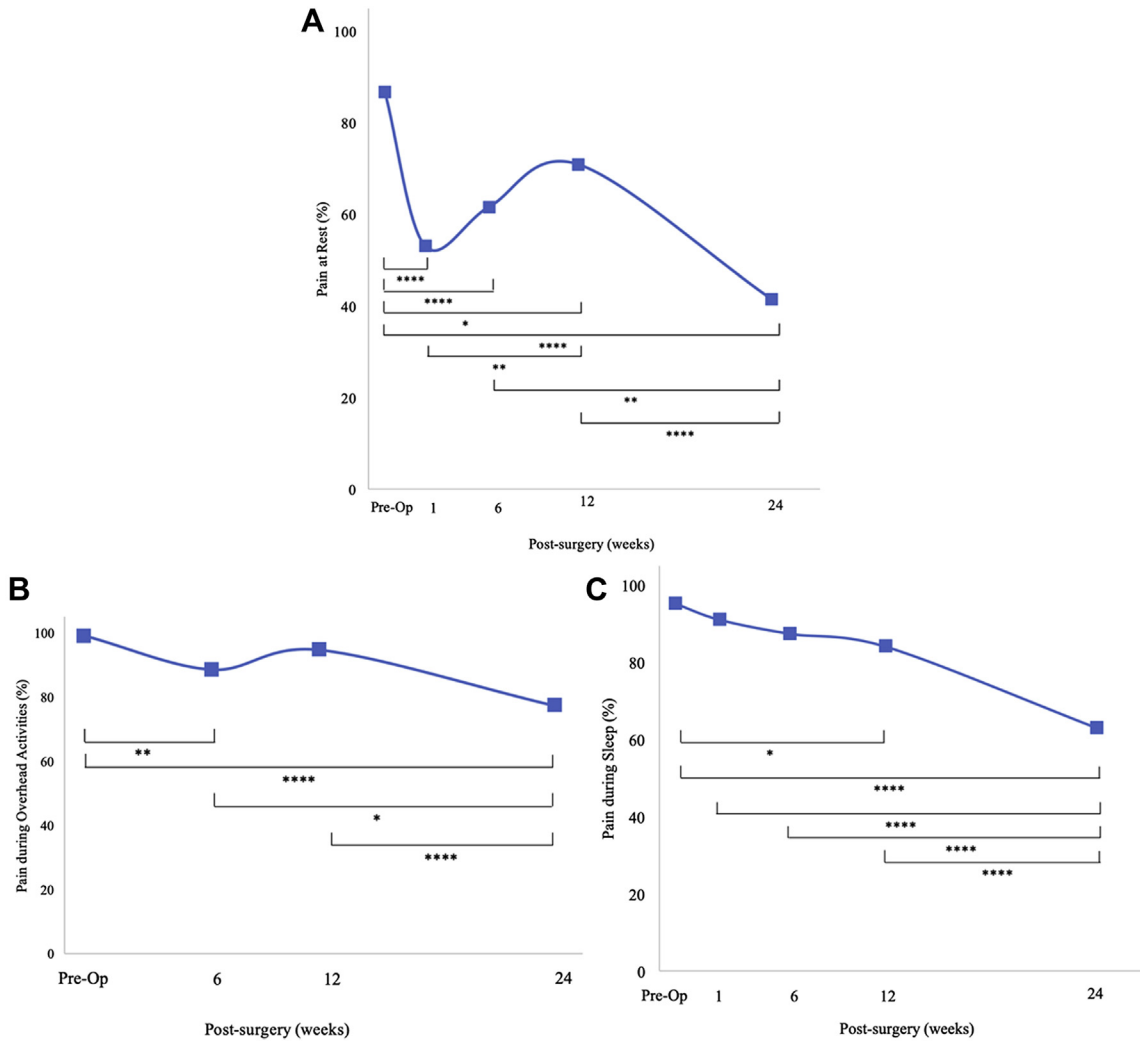 A
100
80
60
40
20
0
Pain at Rest (%)
****
****
*
****
**
**
****
Pre-Op 1 6 12 24
Post-surgery (weeks)
B
100
80
60
40
20
0
Pain during Overhead Activities (%)
**
****
*
****
Pre-Op 6 12 24
Post-surgery (weeks)
C
100
80
60
40
20
0
Pain during Sleep (%)
*
****
****
****
****
Pre-Op 1 6 12 24
Post-surgery (weeks)